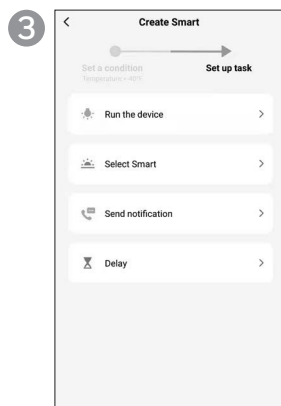 3
Create Smart
Set a condition
Set up task
Temperature = 40°F
Run the device
Select Smart
Send notification
Delay